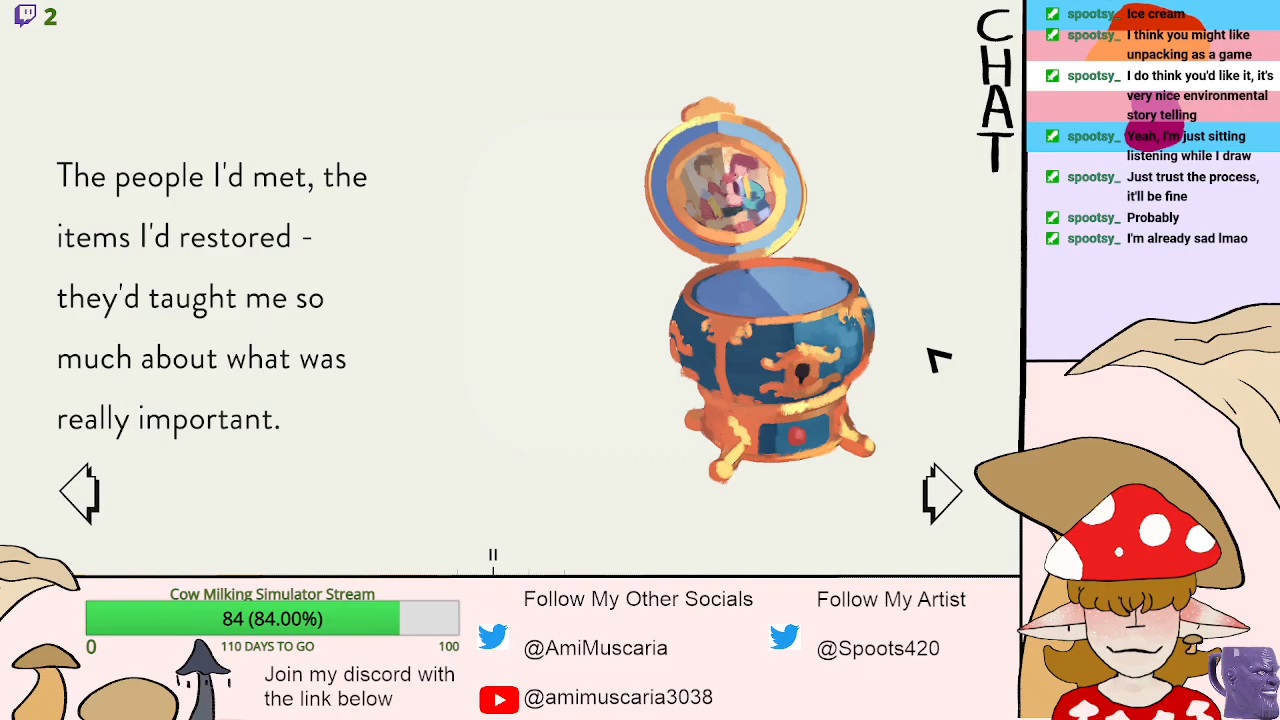 2
The people I'd met, the
items I'd restored -
they'd taught me so
much about what was
really important.
CHAT
spootsy_ Ice cream
spootsy_ I think you might like
unpacking as a game
spootsy_ I do think you'd like it, it's
very nice environmental
story telling
spootsy_ Yeah, I'm just sitting
listening while I draw
spootsy_ Just trust the process,
it'll be fine
spootsy_ Probably
spootsy_ I'm already sad lmao
Cow Milking Simulator Stream
84 (84.00%)
0 110 DAYS TO GO 100
Join my discord with
the link below
Follow My Other Socials
@AmiMuscaria
@amimuscaria3038
Follow My Artist
@Spoots420